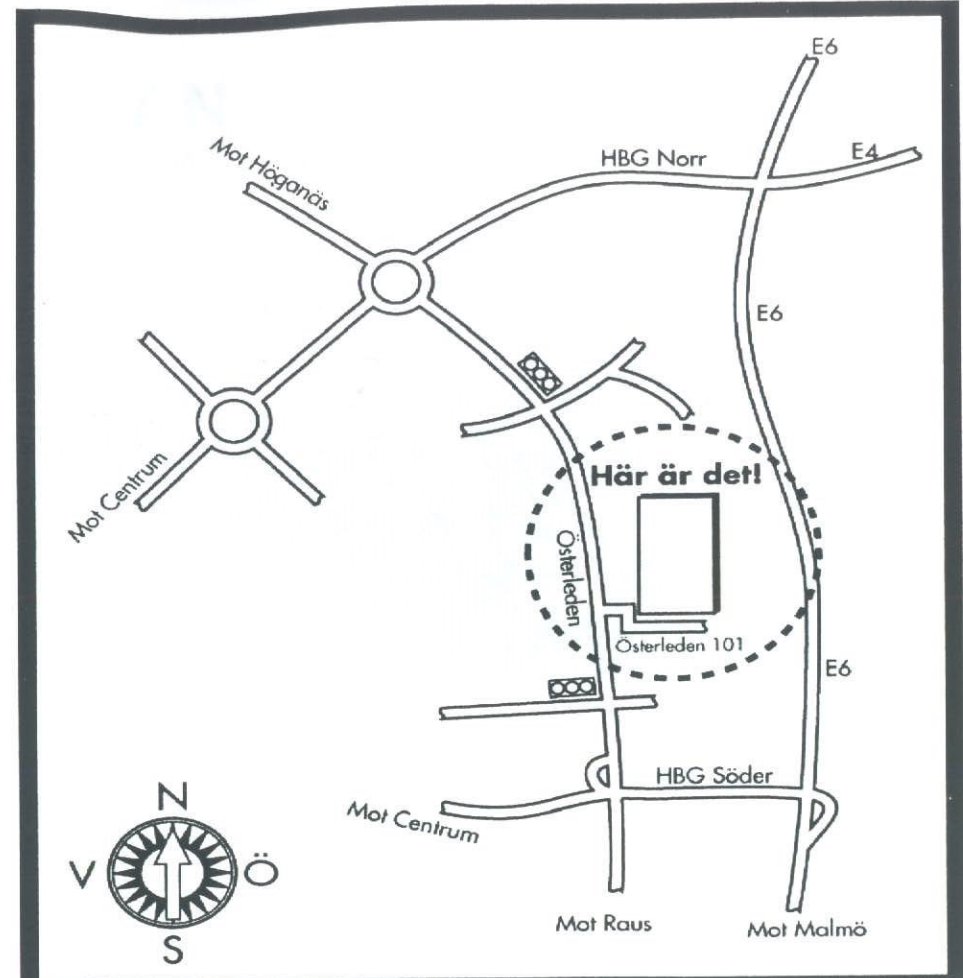 E6
HBG Norr
E4
Mot Höganäs
E6
Mot Centrum
Här är det!
Österleden
Österleden 101
E6
HBG Söder
Mot Centrum
N
V
Ö
S
Mot Raus
Mot Malmö